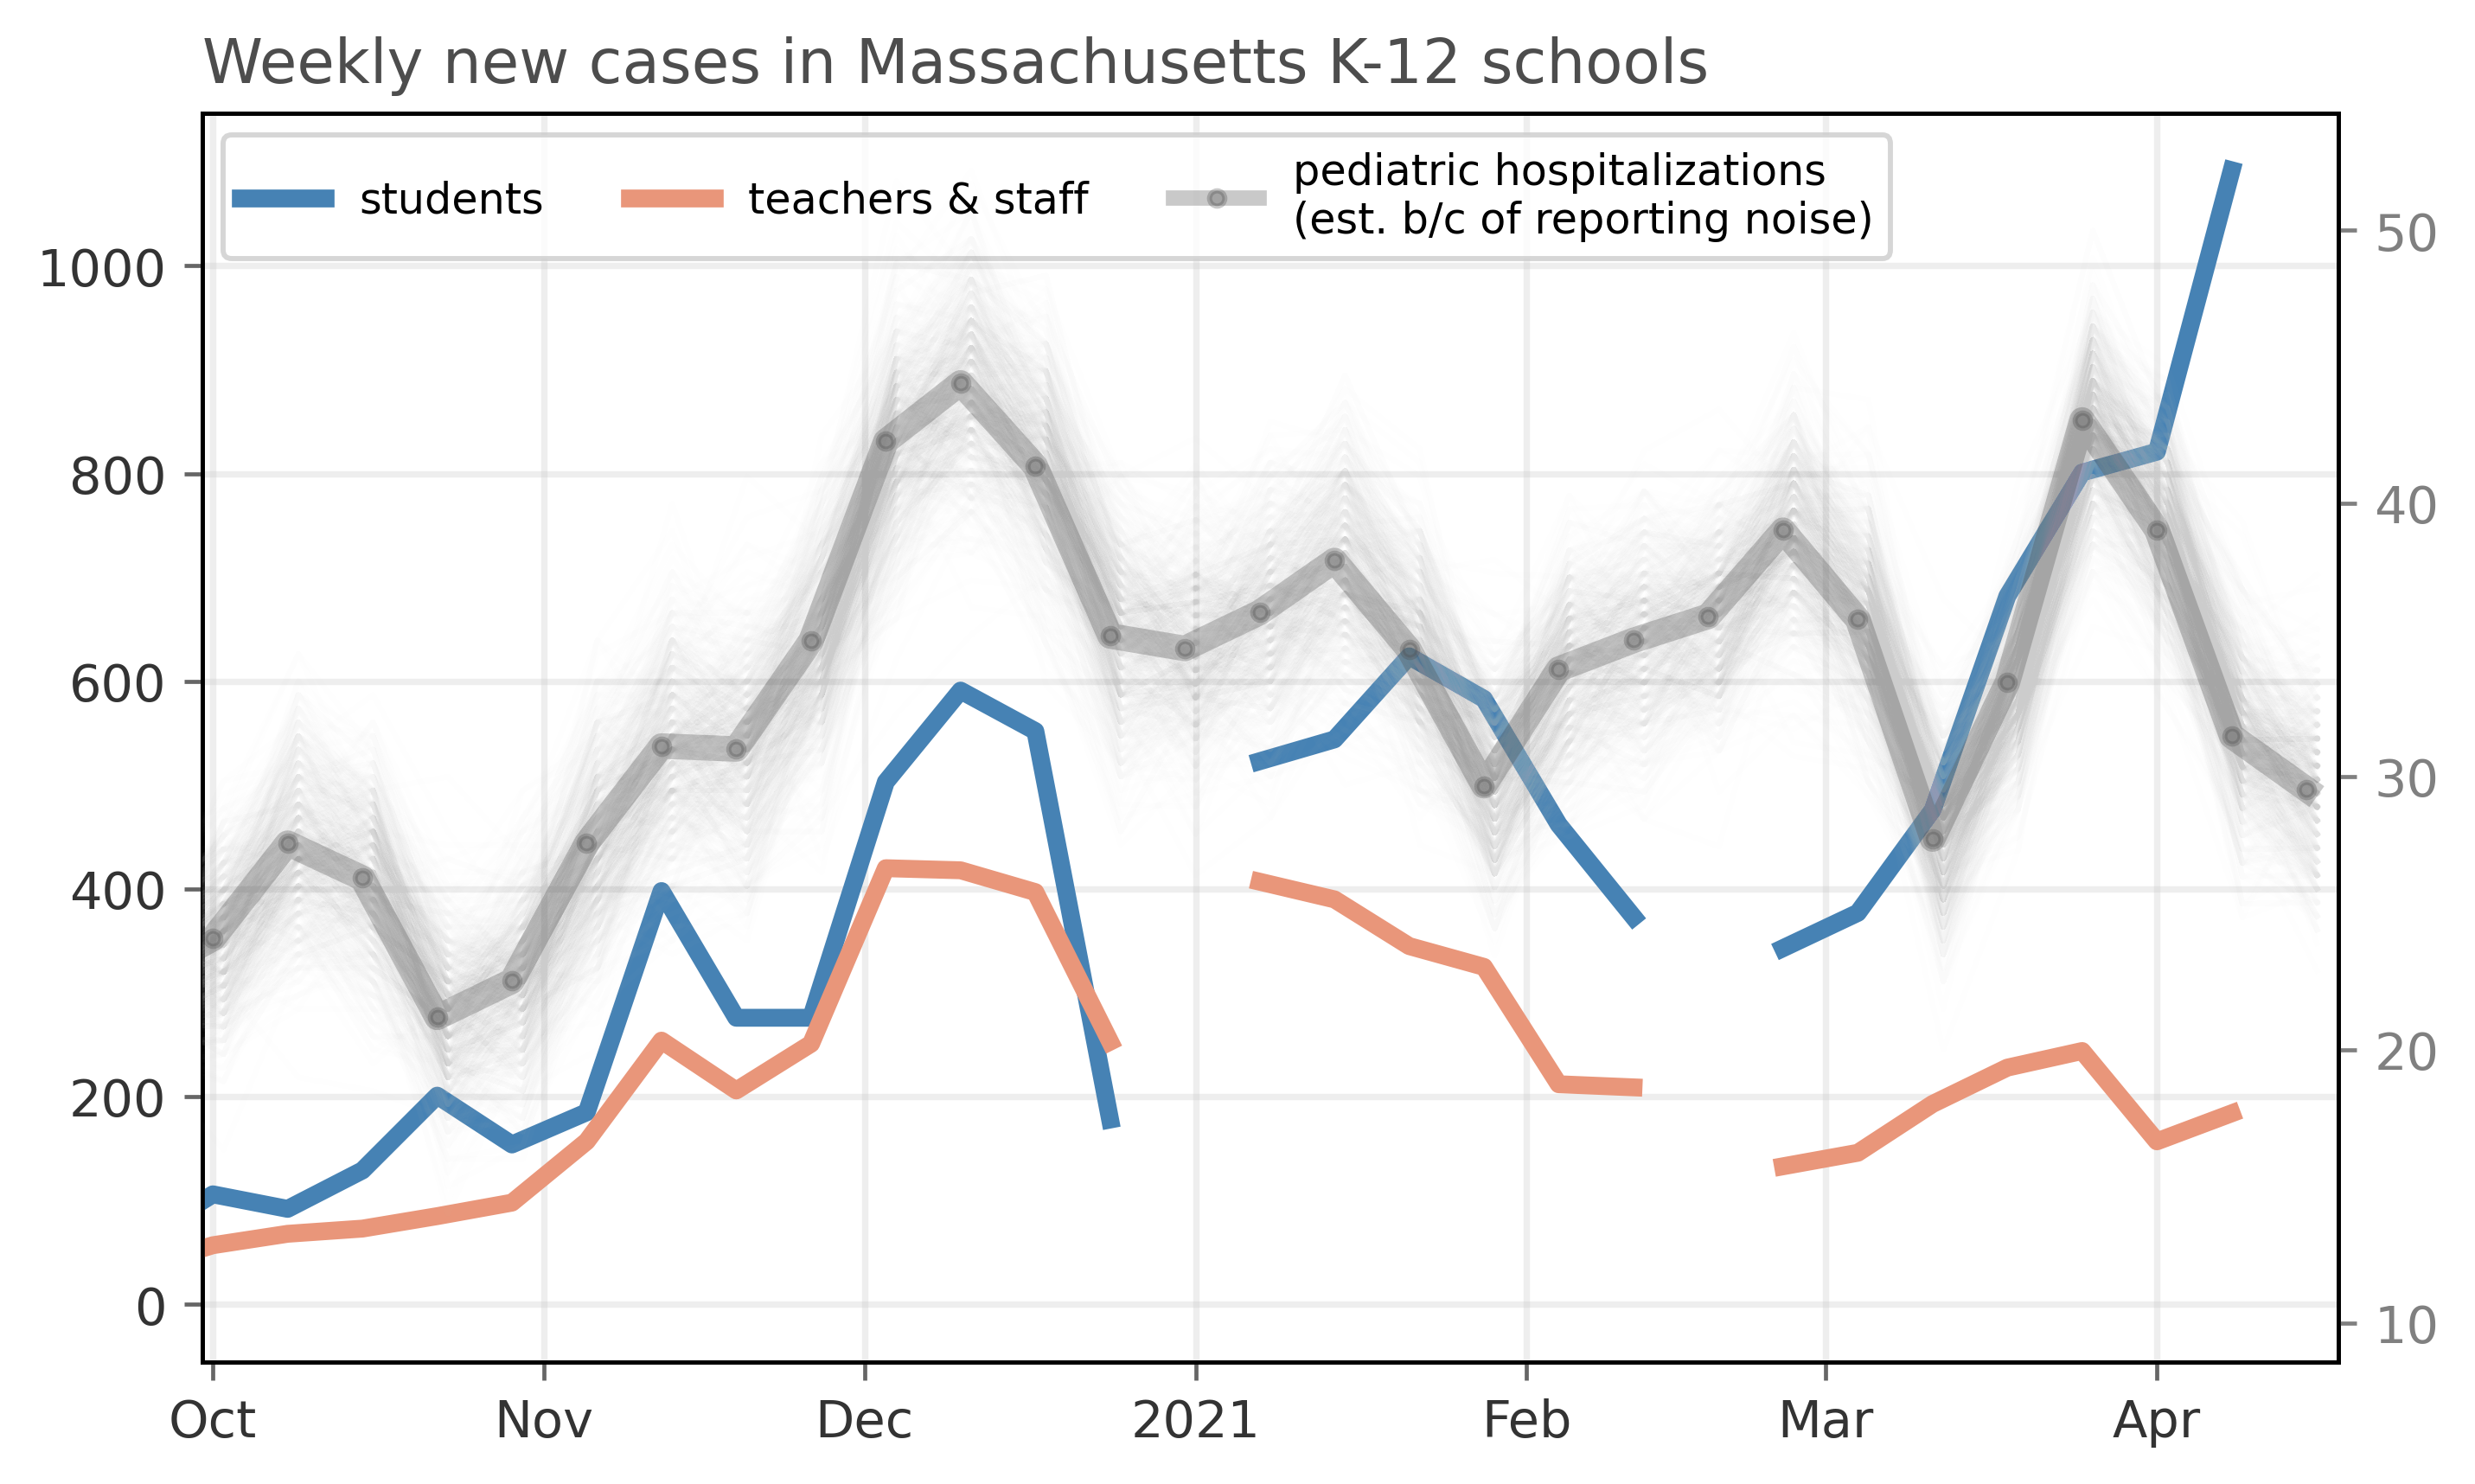 Weekly new cases in Massachusetts K-12 schools
students
teachers & staff
pediatric hospitalizations
(est. b/c of reporting noise)
1000
800
600
400
200
0
50
40
30
20
10
Oct
Nov
Dec
2021
Feb
Mar
Apr